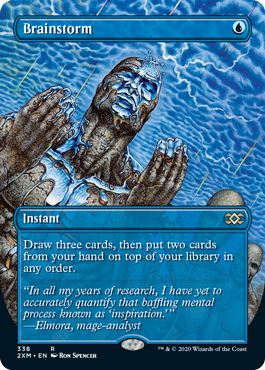 Brainstorm
Instant
Draw three cards, then put two cards
from your hand on top of your library in
any order.
“In all my years of research, I have yet to
accurately quantify that baffling mental
process known as ‘inspiration.’”
—Elmora, mage-analyst
338 R
2XM • EN Ron Spencer
™ & © 2020 Wizards of the Coast